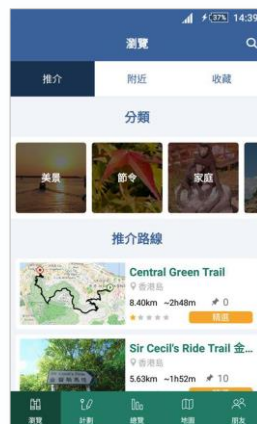 37% 14:39
瀏覽
推介 附近 收藏
分類
美景 節令 家庭
推介路線
Central Green Trail
香港島
8.40km ~2h48m 0
精選
Sir Cecil's Ride Trail 金...
香港島
5.63km ~1h52m 10
瀏覽 計劃 總覽 地圖 朋友